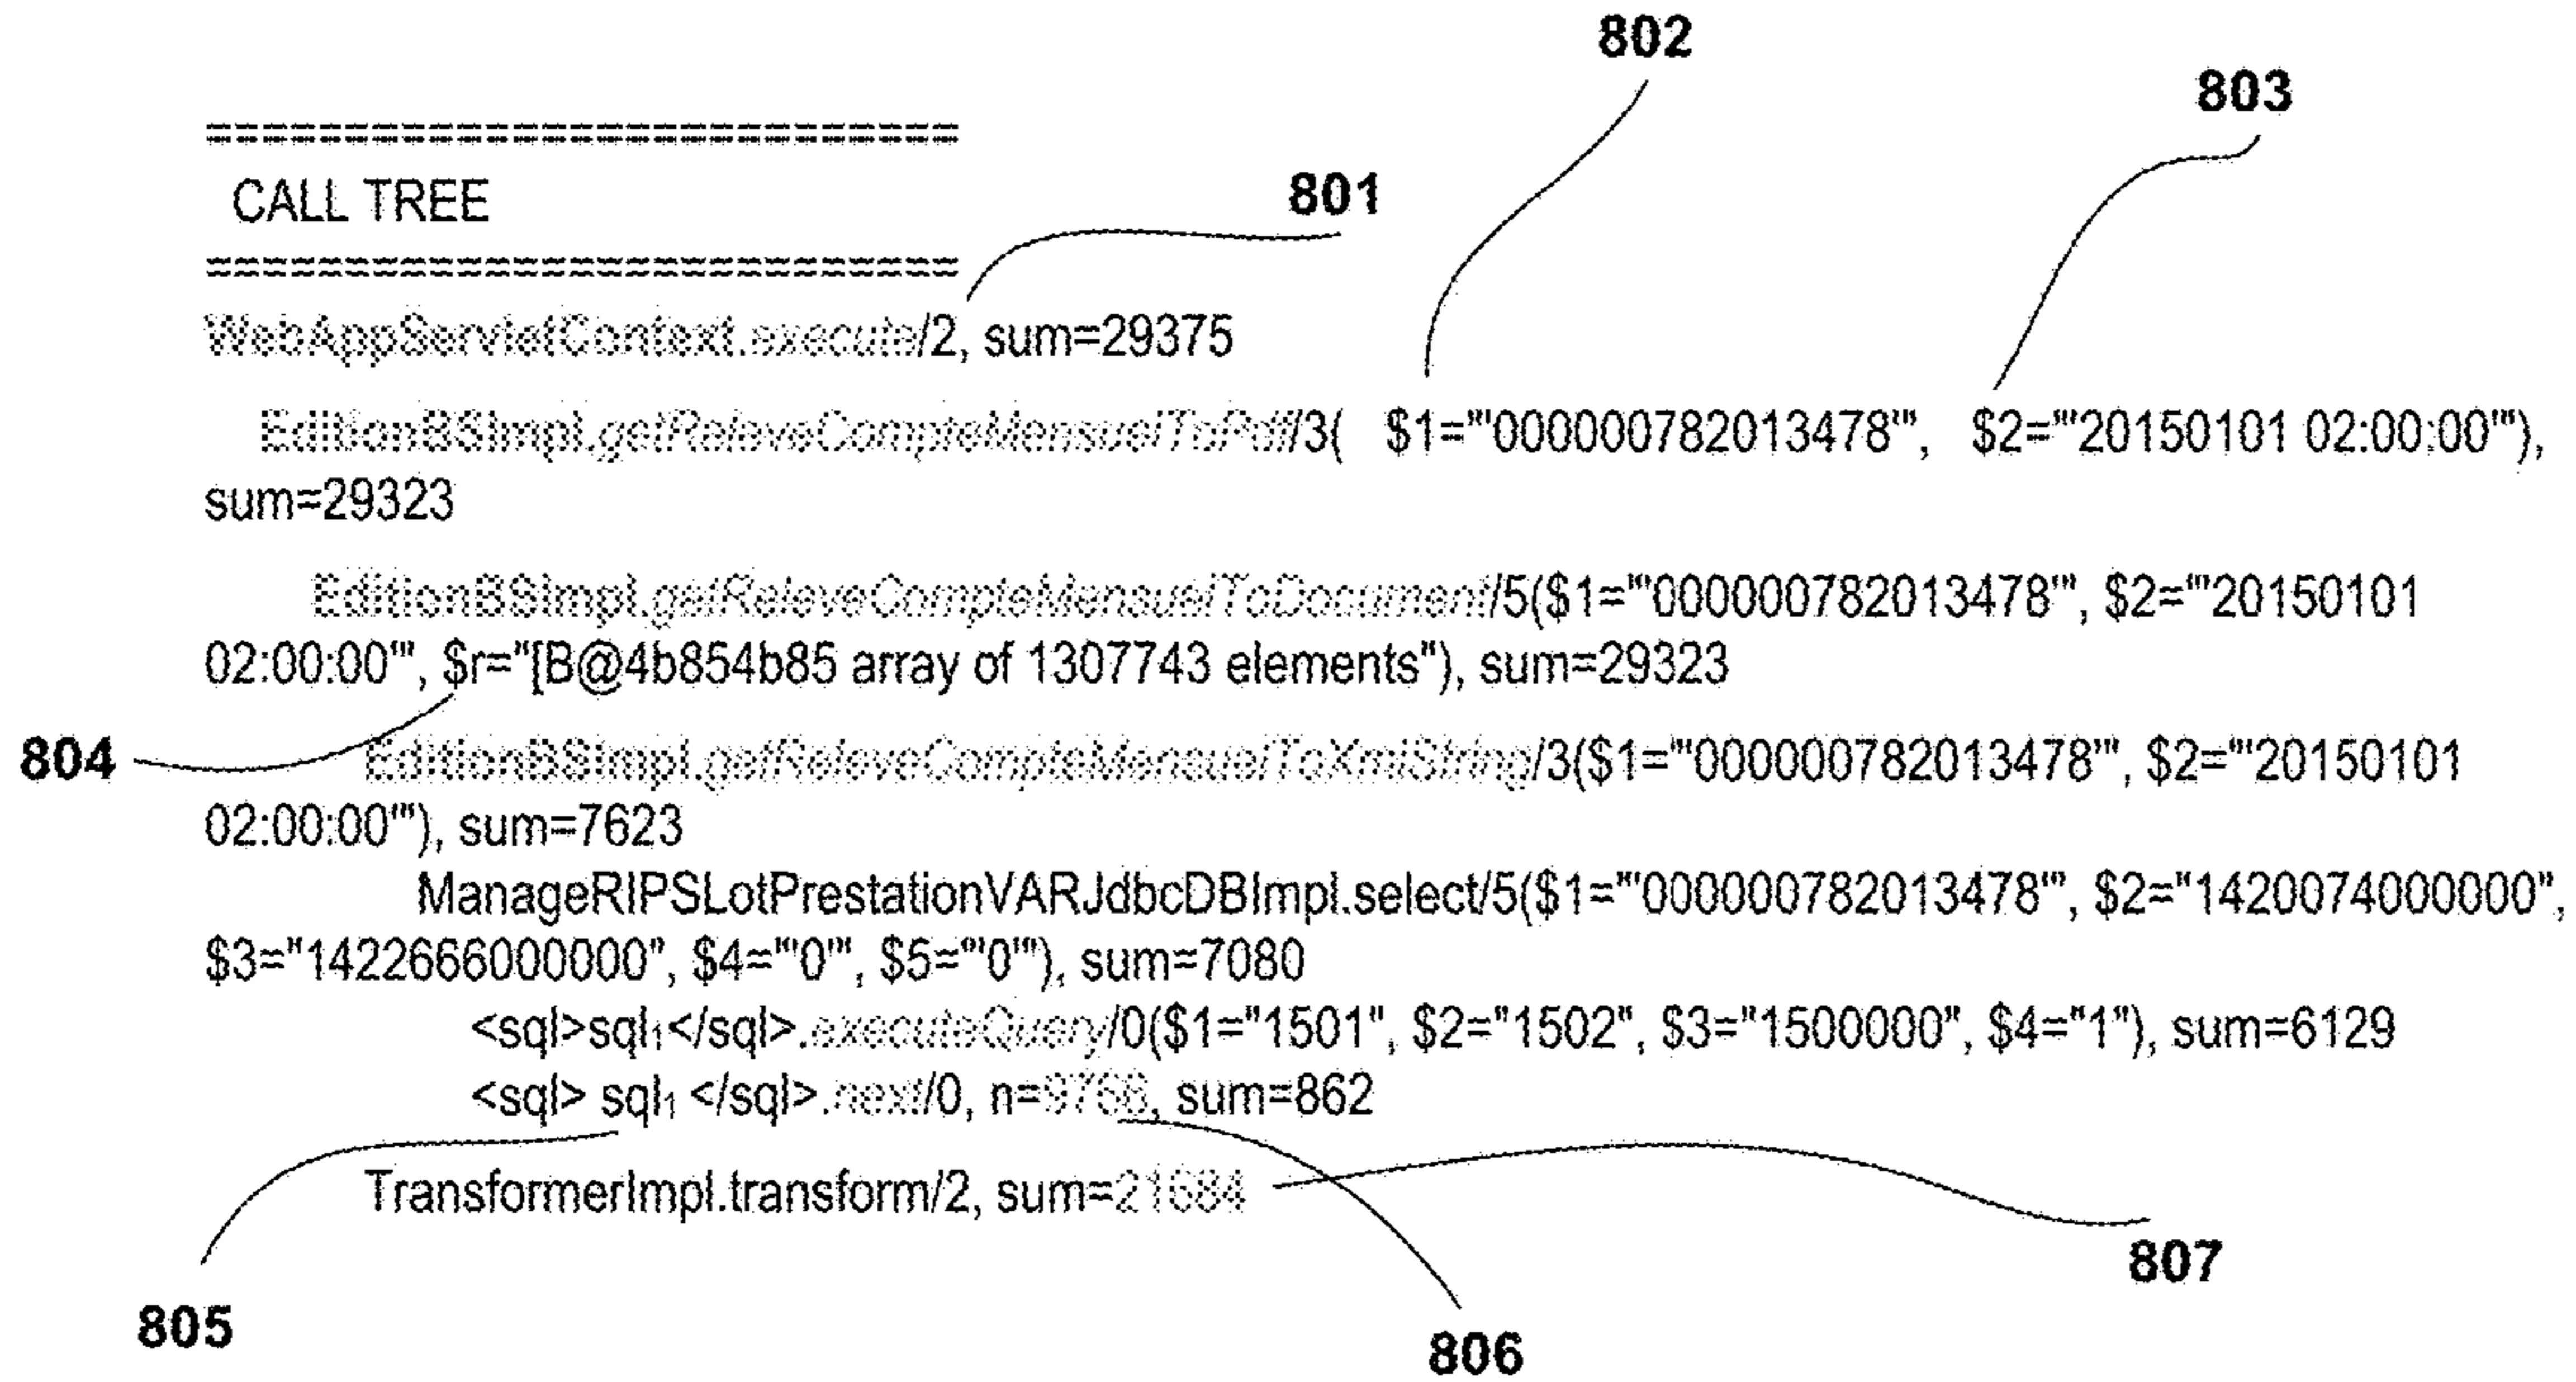 802
803
============================
CALL TREE
801
============================
WebAppServletContext.execute/2, sum=29375
EditionBSImpl.getReleveCompteMensuelToPdf/3( $1="'000000782013478'", $2="'20150101 02:00:00'"),
sum=29323
EditionBSImpl.getReleveCompteMensuelToDocument/5($1="'000000782013478'", $2="'20150101
02:00:00'", $r="[B@4b854b85 array of 1307743 elements"), sum=29323
804
EditionBSImpl.getReleveCompteMensuelToXmlString/3($1="'000000782013478'", $2="'20150101
02:00:00'"), sum=7623
ManageRIPSLotPrestationVARJdbcDBImpl.select/5($1="'000000782013478'", $2="1420074000000",
$3="1422666000000", $4="'0'", $5="'0'"), sum=7080
<sql>sql₁</sql>.executeQuery/0($1="1501", $2="1502", $3="1500000", $4="1"), sum=6129
<sql> sql₁ </sql>.next/0, n=9766, sum=862
TransformerImpl.transform/2, sum=21684
807
805
806